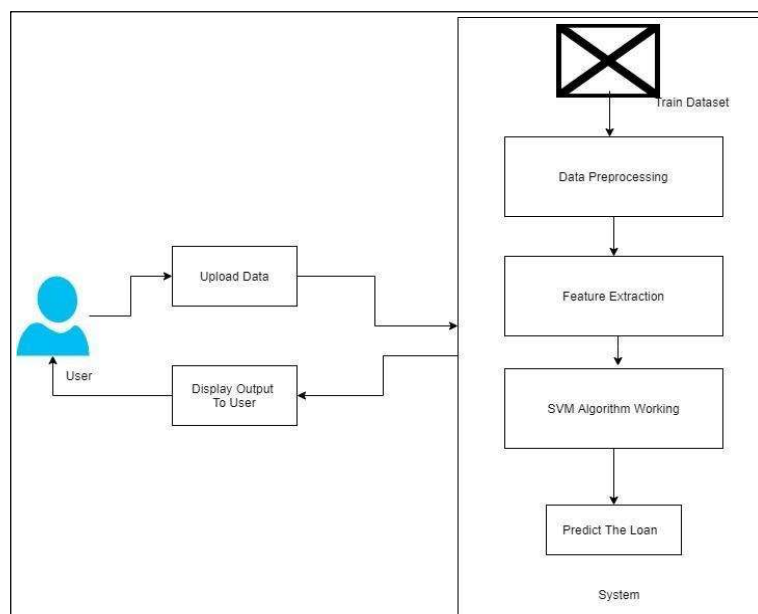 Train Dataset
Data Preprocessing
Upload Data
Feature Extraction
User
Display Output
To User
SVM Algorithm Working
Predict The Loan
System